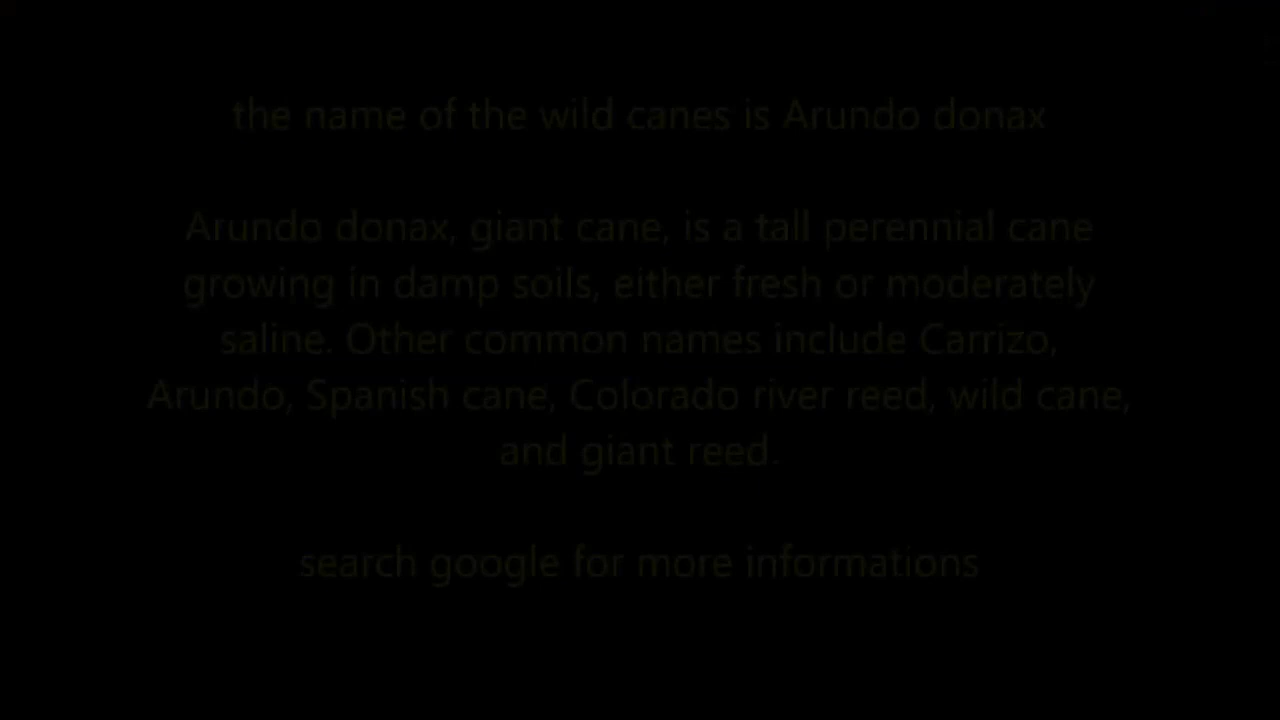 the name of the wild canes is Arundo donax
Arundo donax, giant cane, is a tall perennial cane
growing in damp soils, either fresh or moderately
saline. Other common names include Carrizo,
Arundo, Spanish cane, Colorado river reed, wild cane,
and giant reed.
search google for more informations